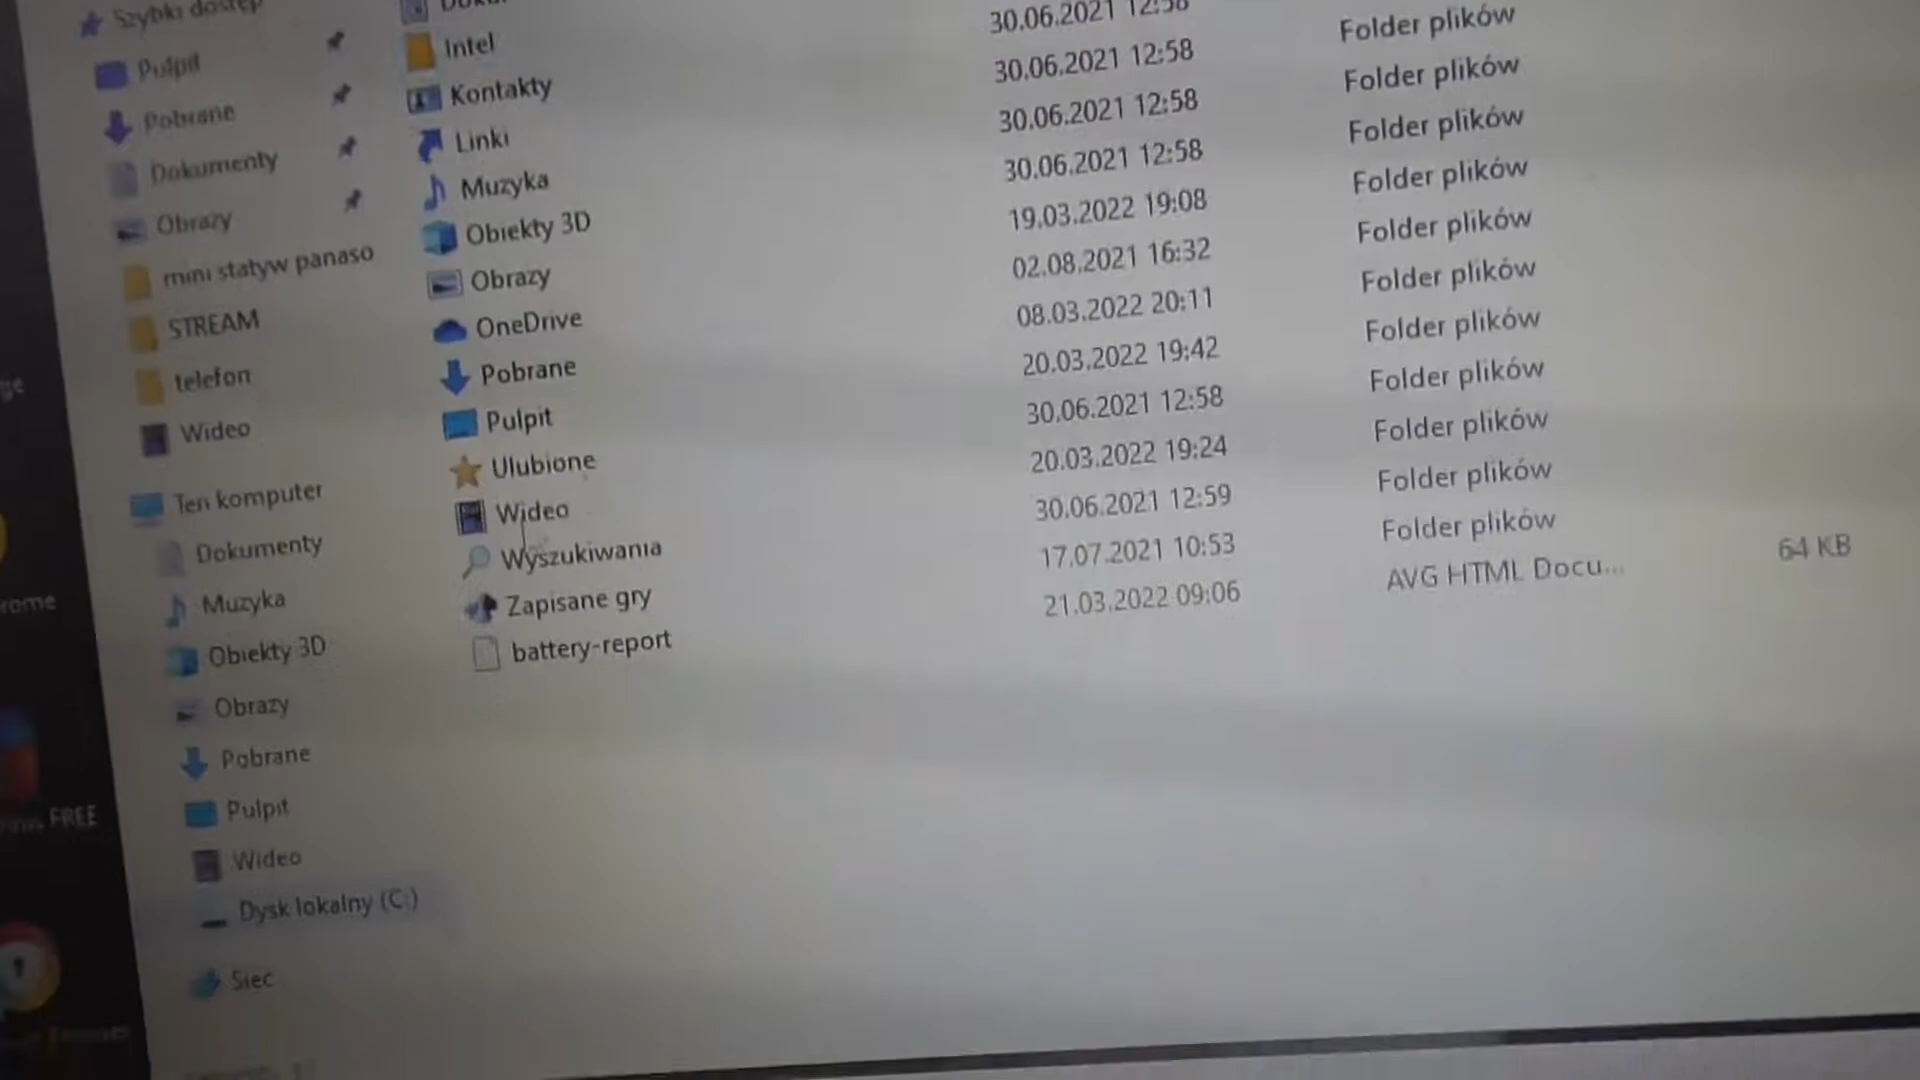 Szybki dostęp
Pulpit
Pobrane
Dokumenty
Obrazy
mini statyw panaso
STREAM
telefon
Wideo
Ten komputer
Dokumenty
Muzyka
Obiekty 3D
Obrazy
Pobrane
Pulpit
Wideo
Dysk lokalny (C:)
Sieć
Intel
Kontakty
Linki
Muzyka
Obiekty 3D
Obrazy
OneDrive
Pobrane
Pulpit
Ulubione
Wideo
Wyszukiwania
Zapisane gry
battery-report
30.06.2021 12:58
30.06.2021 12:58
30.06.2021 12:58
30.06.2021 12:58
19.03.2022 19:08
02.08.2021 16:32
08.03.2022 20:11
20.03.2022 19:42
30.06.2021 12:58
20.03.2022 19:24
30.06.2021 12:59
17.07.2021 10:53
21.03.2022 09:06
Folder plików
Folder plików
Folder plików
Folder plików
Folder plików
Folder plików
Folder plików
Folder plików
Folder plików
Folder plików
Folder plików
AVG HTML Docu...
64 KB
FREE